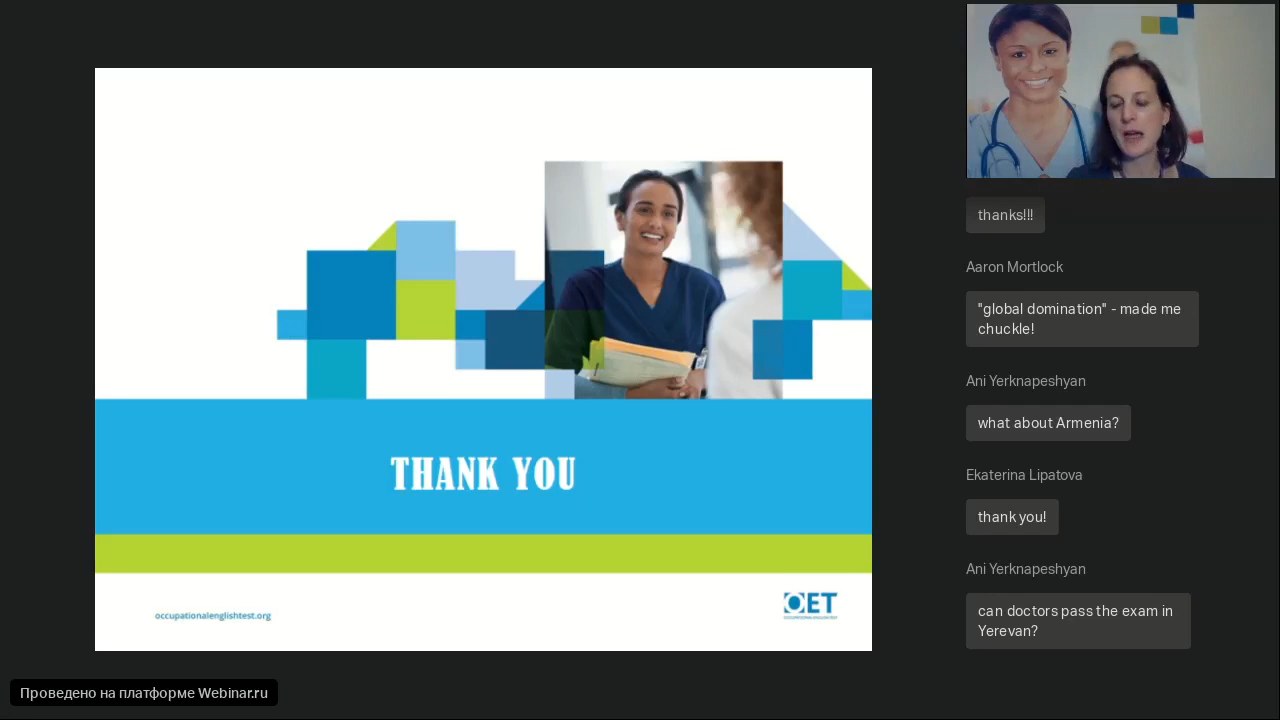 THANK YOU
occupationalenglishtest.org
OET
thanks!!!
Aaron Mortlock
"global domination" - made me
chuckle!
Ani Yerknapeshyan
what about Armenia?
Ekaterina Lipatova
thank you!
Ani Yerknapeshyan
can doctors pass the exam in
Yerevan?
Проведено на платформе Webinar.ru